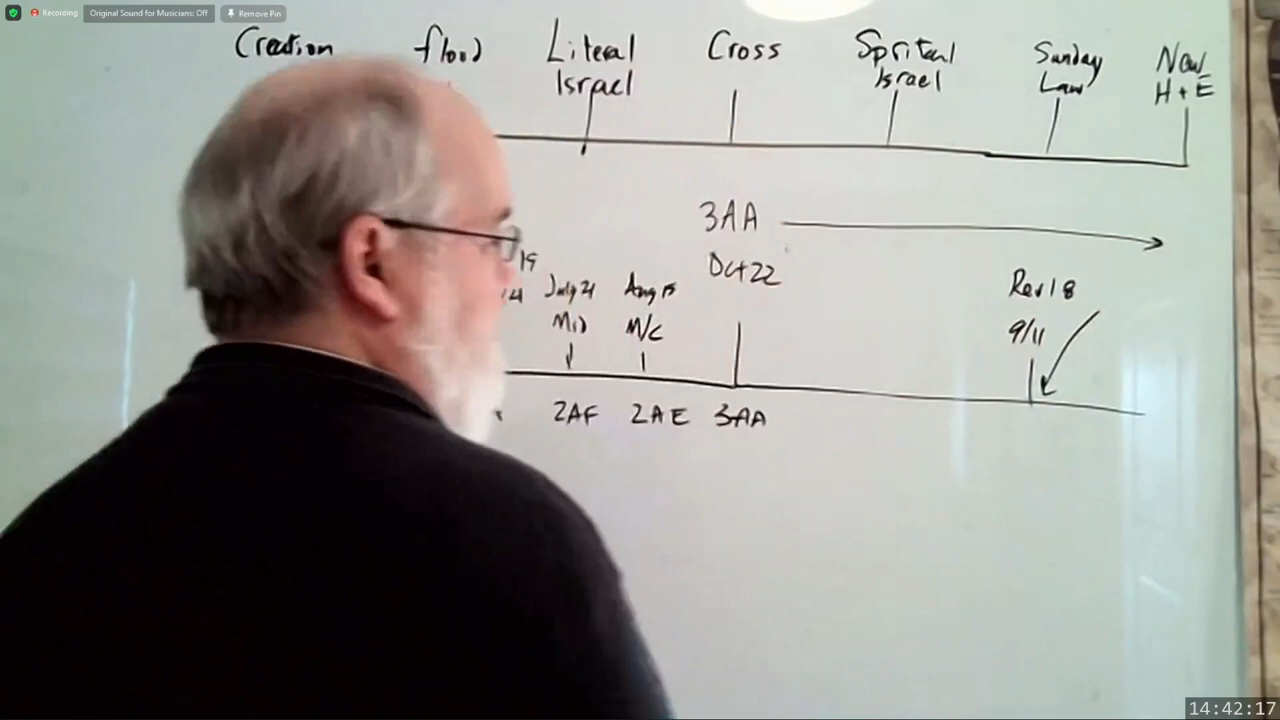 Recording
Original Sound for Musicians: Off
Remove Pin
Creation
flood
Literal
Israel
Cross
Spritual
Israel
Sunday
Law
New
H + E
3AA
Oct 22
19
July 21
Aug 15
Mid
M/C
Rev 18
9/11
2AF
2AE
3AA
14:42:17